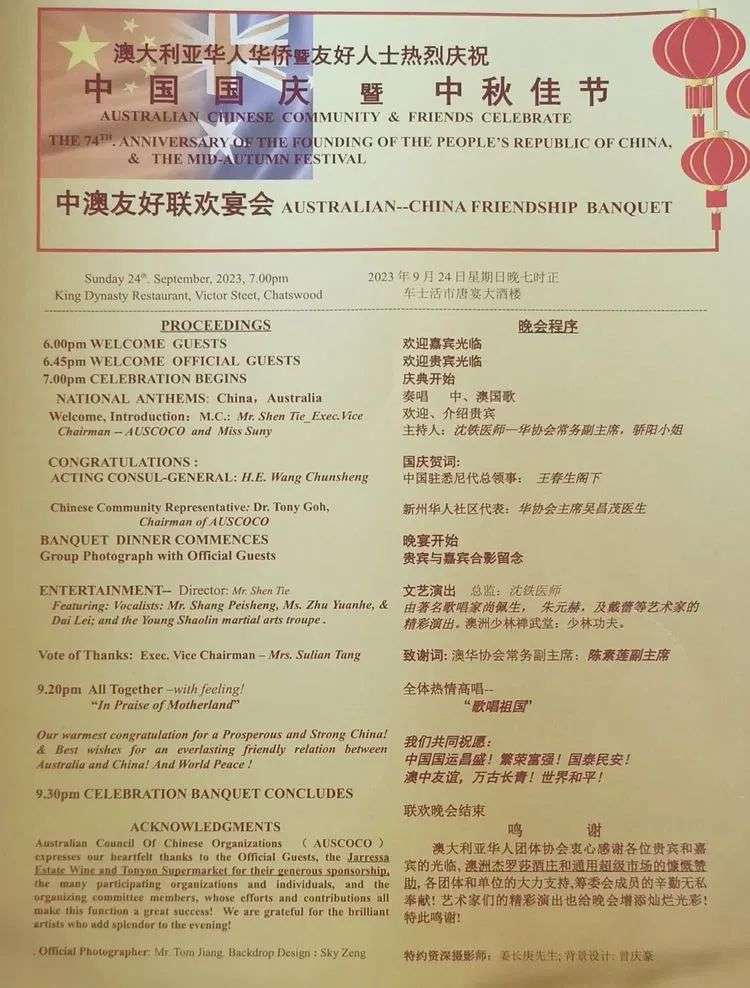 澳大利亚华人华侨暨友好人士热烈庆祝
中国国庆 暨 中秋佳节
AUSTRALIAN CHINESE COMMUNITY & FRIENDS CELEBRATE
THE 74TH. ANNIVERSARY OF THE FOUNDING OF THE PEOPLE'S REPUBLIC OF CHINA,
& THE MID-AUTUMN FESTIVAL
中澳友好联欢宴会 AUSTRALIAN--CHINA FRIENDSHIP BANQUET
Sunday 24th. September, 2023, 7.00pm
King Dynasty Restaurant, Victor Steet, Chatswood
2023 年 9 月 24 日星期日晚七时正
车士活市唐宴大酒楼
PROCEEDINGS
6.00pm WELCOME GUESTS
6.45pm WELCOME OFFICIAL GUESTS
7.00pm CELEBRATION BEGINS
NATIONAL ANTHEMS: China, Australia
Welcome, Introduction: M.C.: Mr. Shen Tie_Exec.Vice
Chairman -- AUSCOCO and Miss Suny
CONGRATULATIONS :
ACTING CONSUL-GENERAL: H.E. Wang Chunsheng
Chinese Community Representative: Dr. Tony Goh,
Chairman of AUSCOCO
BANQUET DINNER COMMENCES
Group Photograph with Official Guests
ENTERTAINMENT-- Director: Mr. Shen Tie
Featuring: Vocalists: Mr. Shang Peisheng, Ms. Zhu Yuanhe, &
Dai Lei; and the Young Shaolin martial arts troupe .
Vote of Thanks: Exec. Vice Chairman – Mrs. Sulian Tang
9.20pm All Together –with feeling!
"In Praise of Motherland"
Our warmest congratulation for a Prosperous and Strong China!
& Best wishes for an everlasting friendly relation between
Australia and China! And World Peace !
9.30pm CELEBRATION BANQUET CONCLUDES
ACKNOWLEDGMENTS
Australian Council Of Chinese Organizations （AUSCOCO）
expresses our heartfelt thanks to the Official Guests, the Jarressa
Estate Wine and Tonyon Supermarket for their generous sponsorship,
the many participating organizations and individuals, and the
organizing committee members, whose efforts and contributions all
make this function a great success! We are grateful for the brilliant
artists who add splendor to the evening!
. Official Photographer: Mr. Tom Jiang. Backdrop Design : Sky Zeng
晚会程序
欢迎嘉宾光临
欢迎贵宾光临
庆典开始
奏唱 中、澳国歌
欢迎、介绍贵宾
主持人：沈铁医师—华协会常务副主席，骄阳小姐
国庆贺词:
中国驻悉尼代总领事： 王春生阁下
新州华人社区代表：华协会主席吴昌茂医生
晚宴开始
贵宾与嘉宾合影留念
文艺演出 总监：沈铁医师
由著名歌唱家尚佩生， 朱元赫，及戴蕾等艺术家的
精彩演出。澳洲少林禅武堂：少林功夫。
致谢词: 澳华协会常务副主席：陈素莲副主席
全体热情高唱--
"歌唱祖国"
我们共同祝愿：
中国国运昌盛！繁荣富强！国泰民安！
澳中友谊，万古长青！世界和平！
联欢晚会结束
鸣 谢
澳大利亚华人团体协会衷心感谢各位贵宾和嘉
宾的光临, 澳洲杰罗莎酒庄和通用超级市场的慷慨赞
助, 各团体和单位的大力支持,筹委会成员的辛勤无私
奉献! 艺术家们的精彩演出也给晚会增添灿烂光彩!
特此鸣谢!
特约资深摄影师：姜长庚先生; 背景设计: 曾庆豪